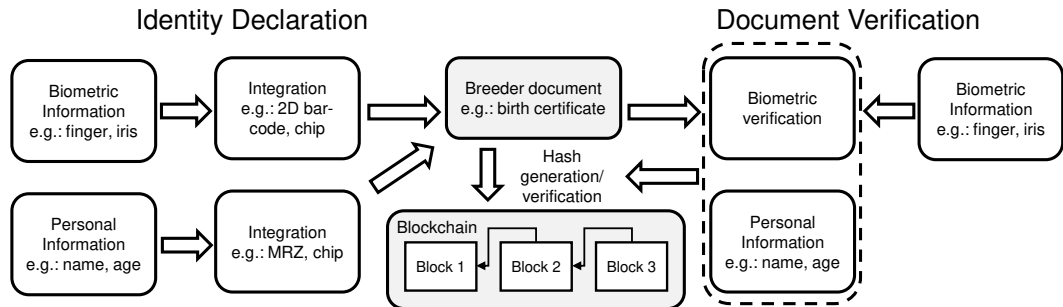 Identity Declaration
Document Verification
Biometric
Information
e.g.: finger, iris
Integration
e.g.: 2D bar-
code, chip
Breeder document
e.g.: birth certificate
Biometric
verification
Biometric
Information
e.g.: finger, iris
Hash
generation/
verification
Personal
Information
e.g.: name, age
Integration
e.g.: MRZ, chip
Blockchain
Block 1
Block 2
Block 3
Personal
Information
e.g.: name, age